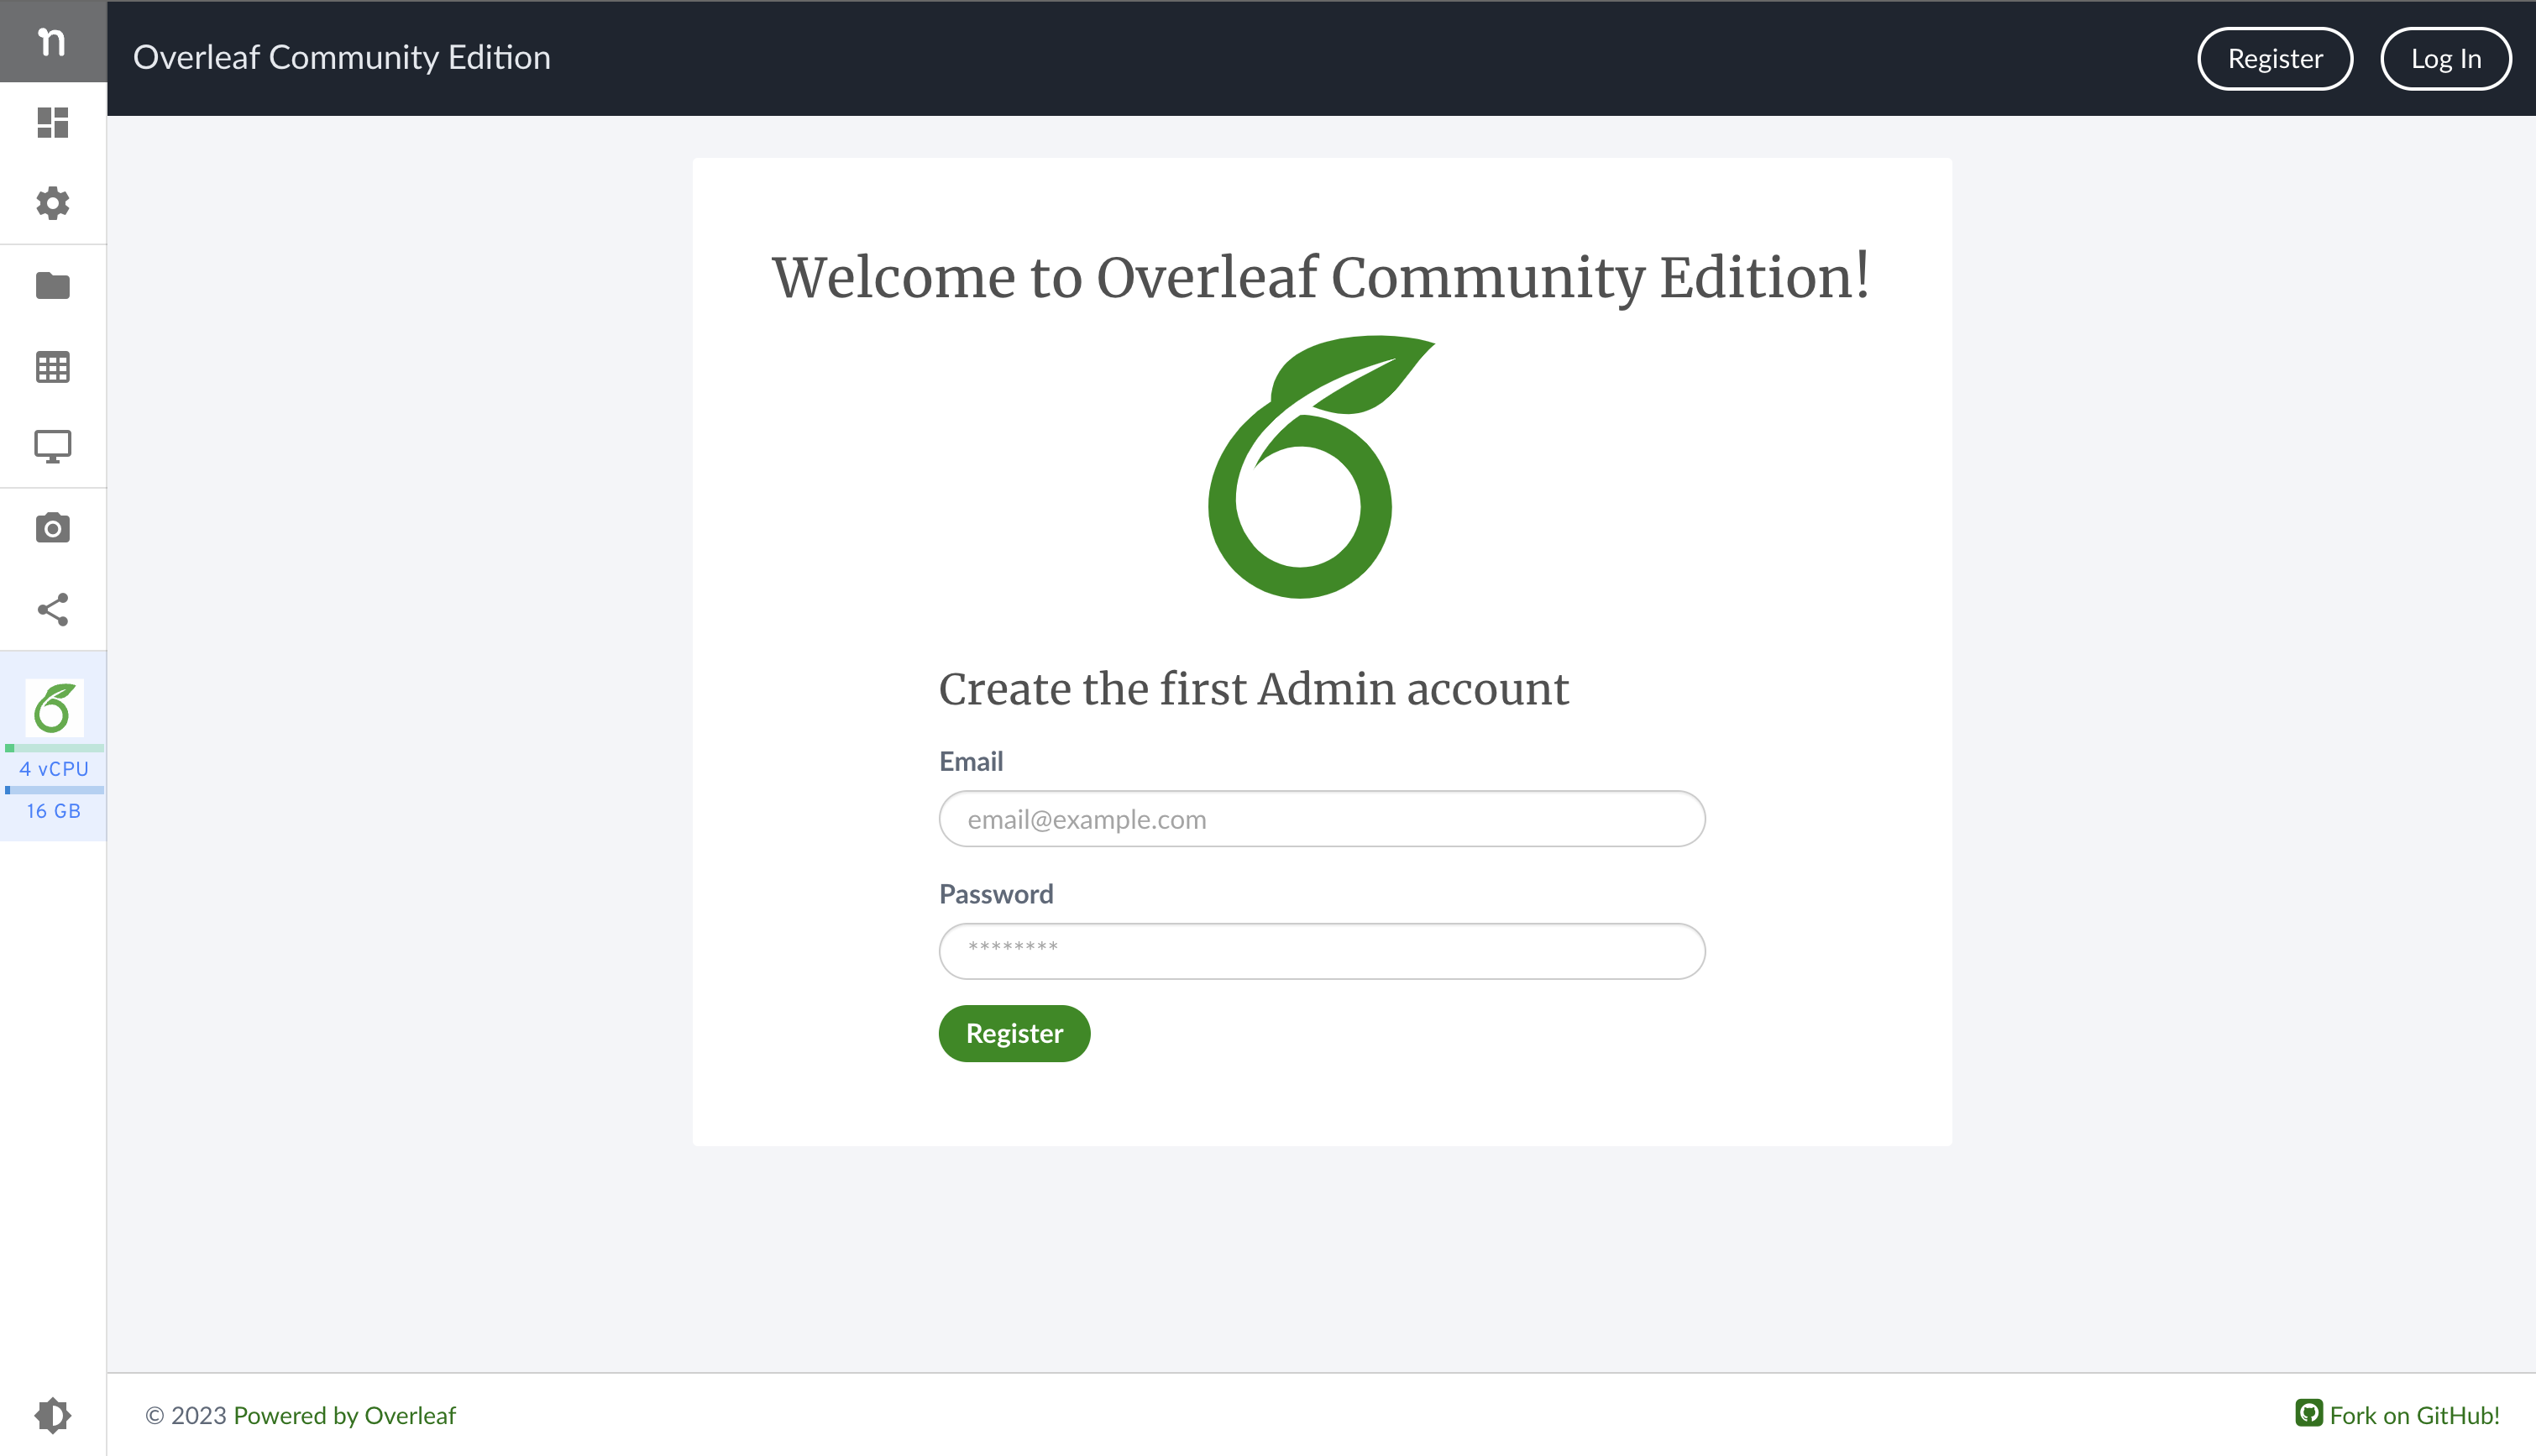 n
Overleaf Community Edition
Register
Log In
Welcome to Overleaf Community Edition!
Create the first Admin account
Email
email@example.com
Password
********
Register
4 vCPU
16 GB
© 2023 Powered by Overleaf
Fork on GitHub!